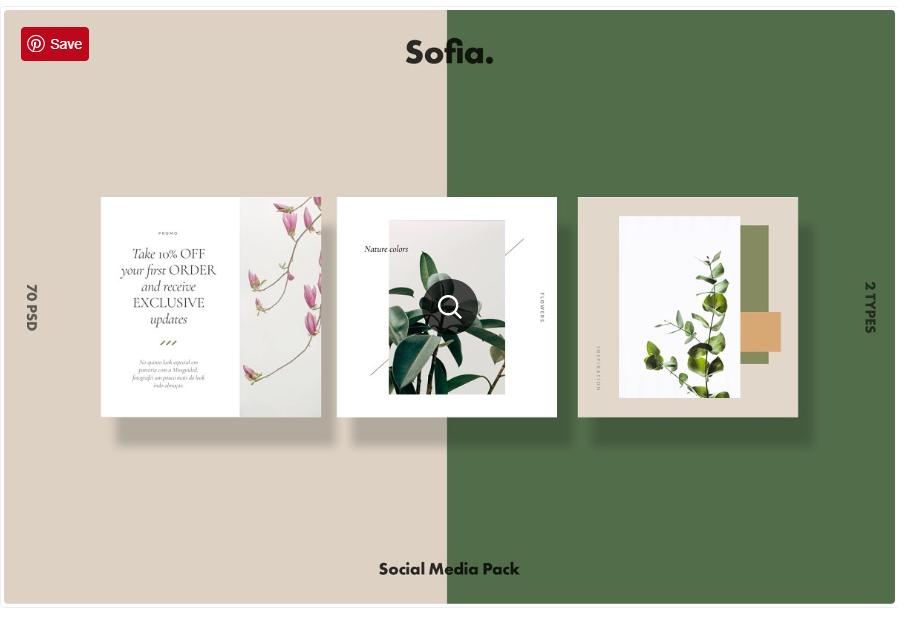 Save
Sofia.
70 PSD
PROMO
Take 10% OFF
your first ORDER
and receive
EXCLUSIVE
updates
Nature colors
FLOWERS
INSPIRATION
2 TYPES
Social Media Pack